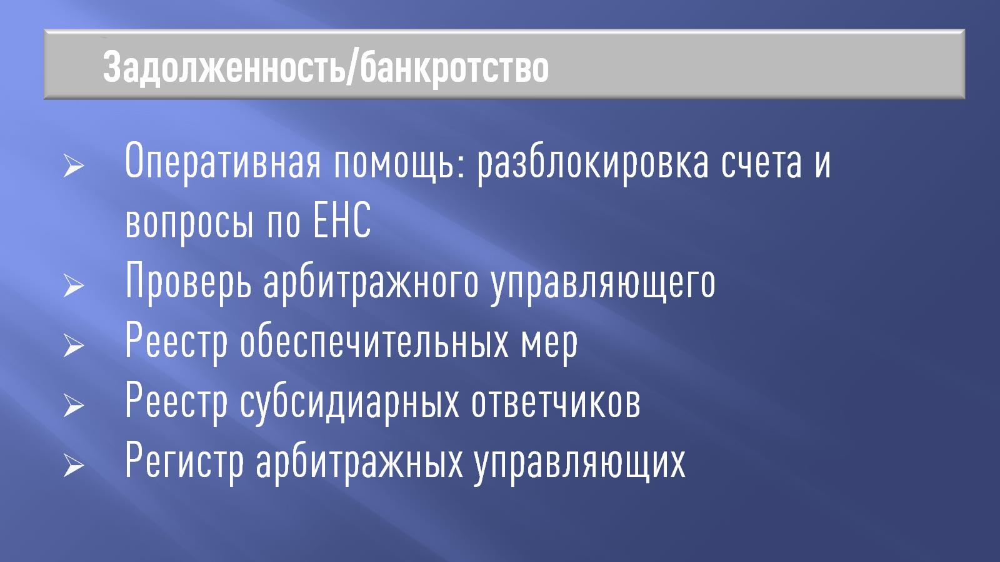 Задолженность/банкротство
Оперативная помощь: разблокировка счета и
вопросы по ЕНС
Проверь арбитражного управляющего
Реестр обеспечительных мер
Реестр субсидиарных ответчиков
Регистр арбитражных управляющих